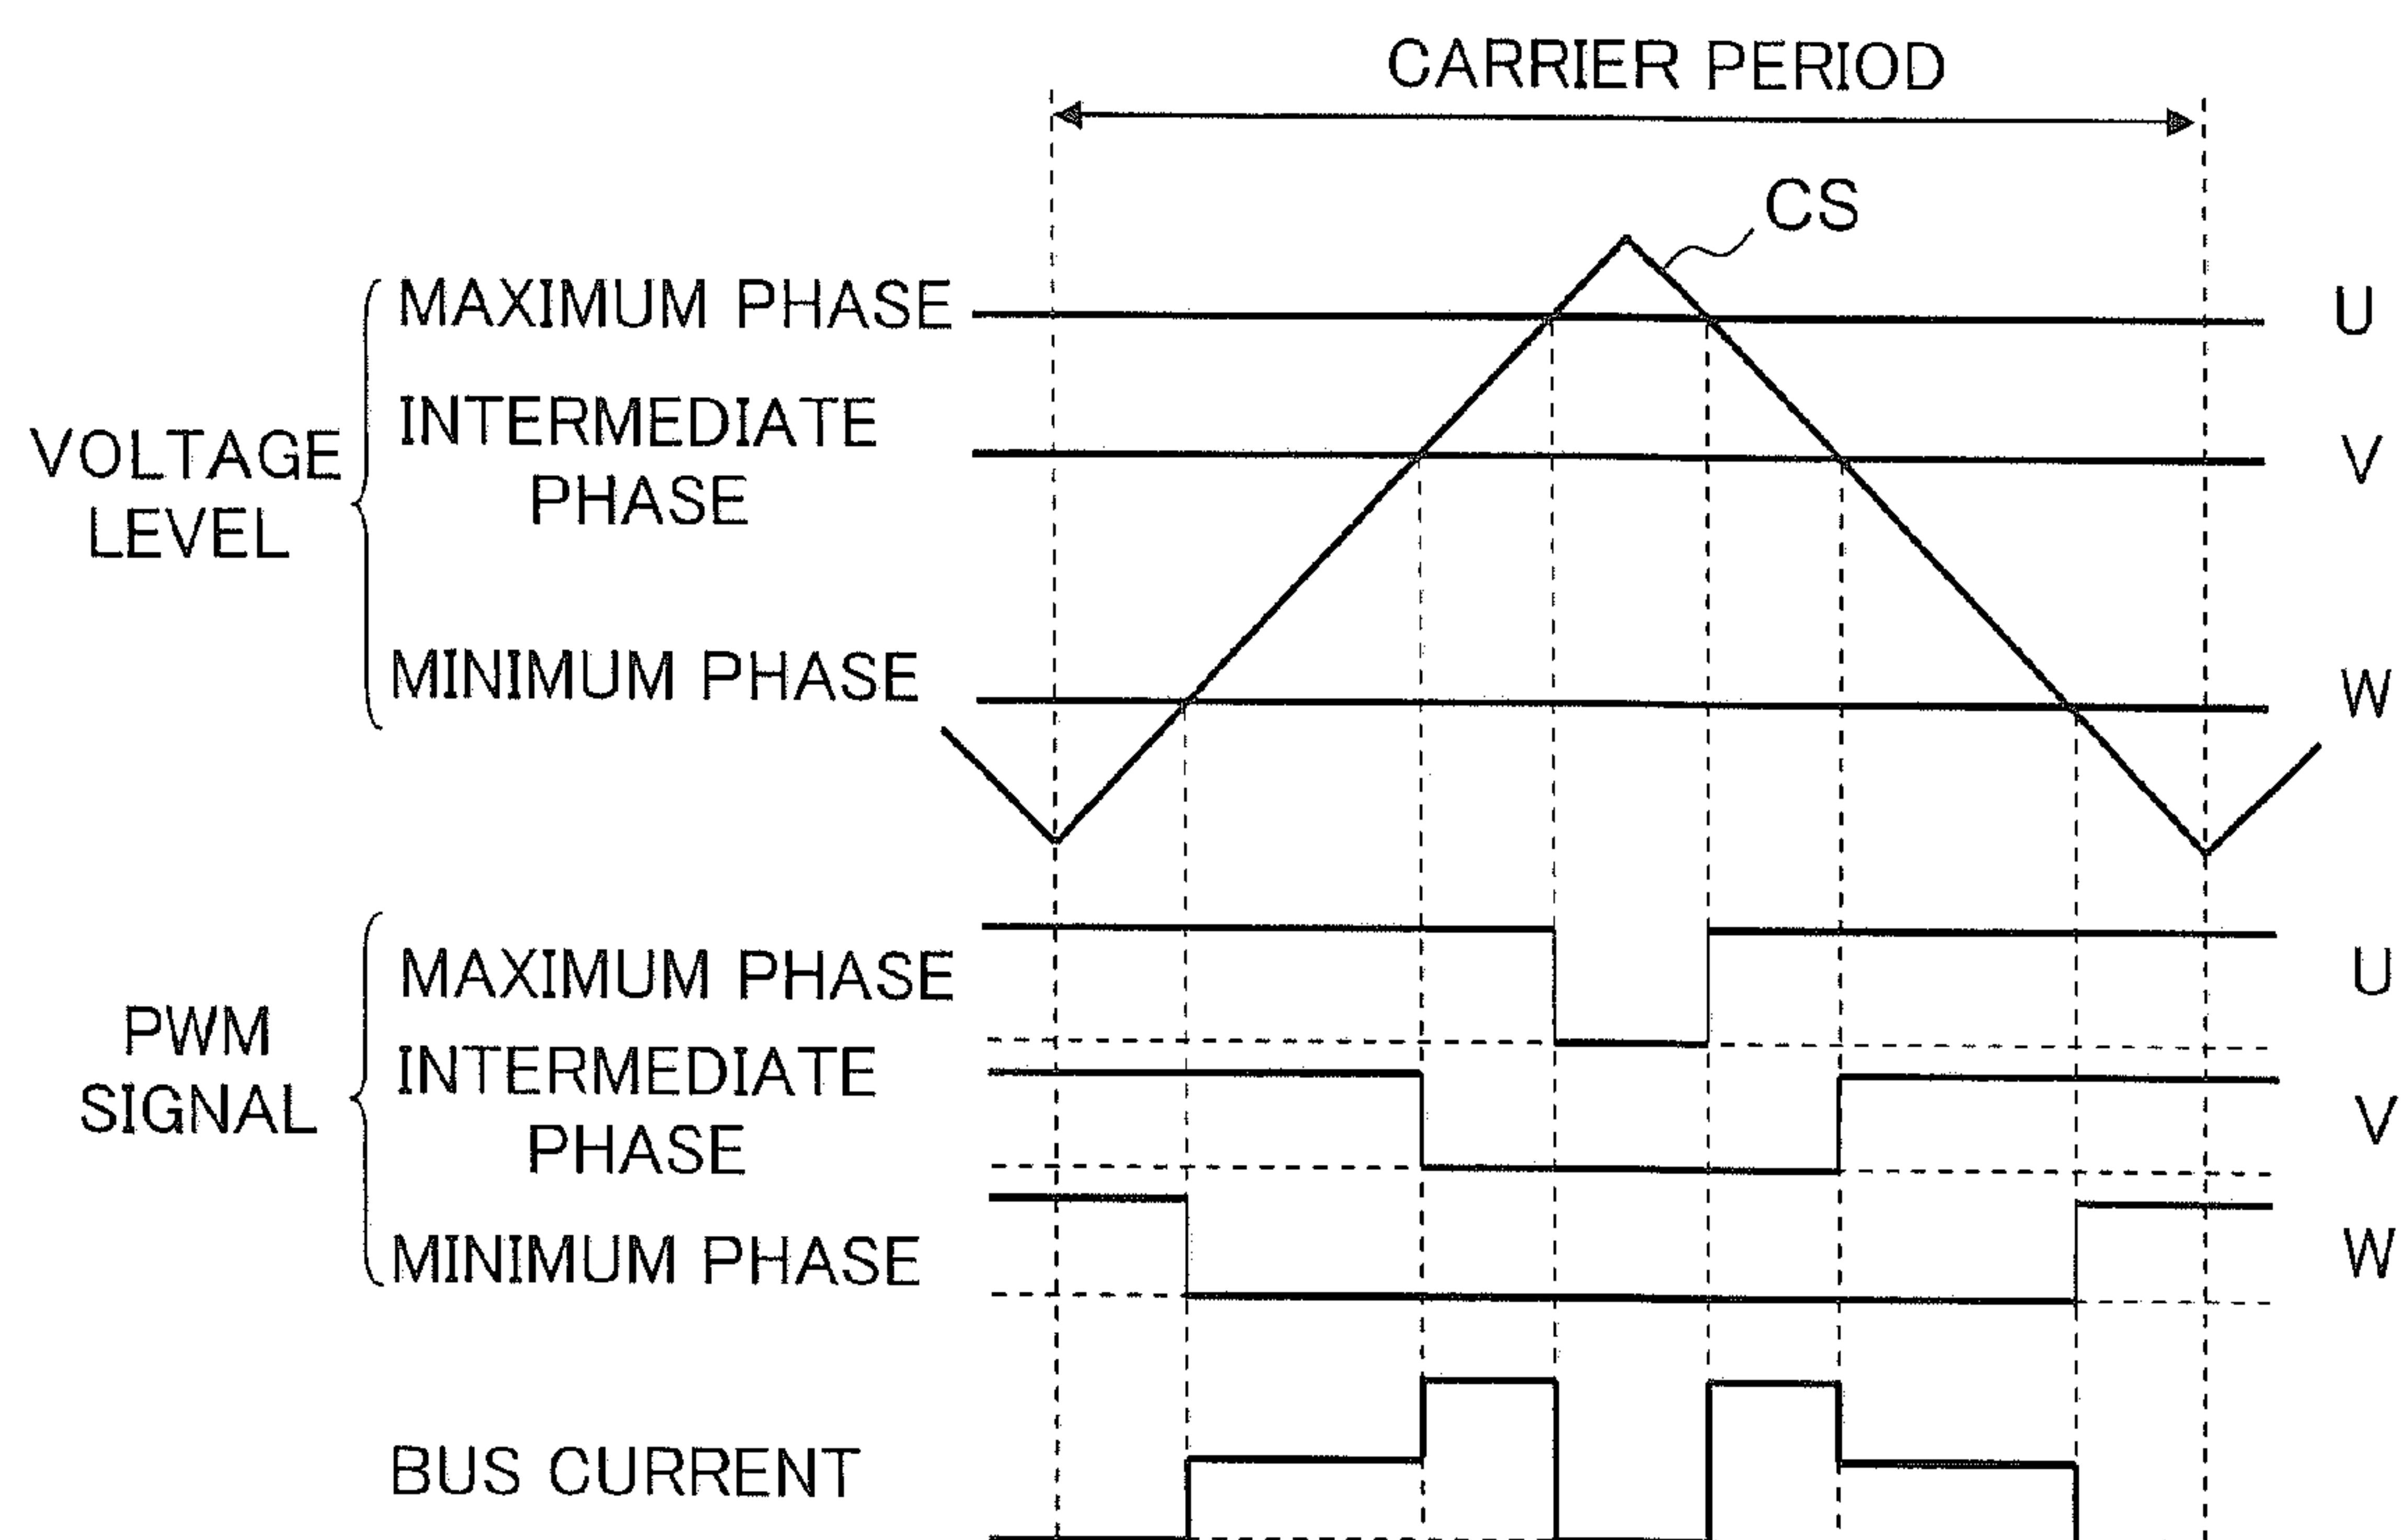 CARRIER PERIOD
CS
MAXIMUM PHASE
U
INTERMEDIATE
PHASE
V
VOLTAGE
LEVEL
MINIMUM PHASE
W
MAXIMUM PHASE
U
PWM
SIGNAL
INTERMEDIATE
PHASE
V
MINIMUM PHASE
W
BUS CURRENT